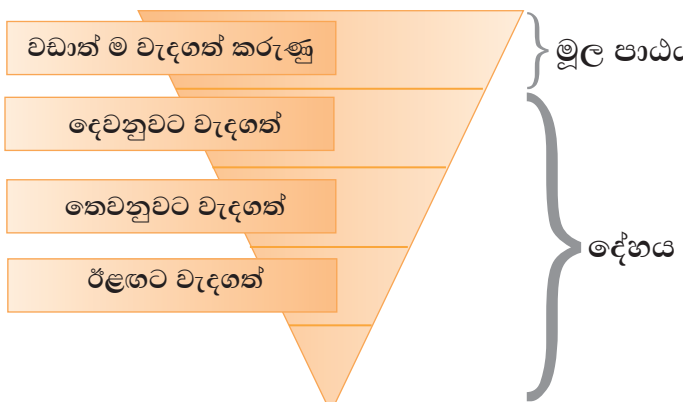 වඩාත් ම වැදගත් කරුණු
මූල පාඨය
දෙවනුවට වැදගත්
තෙවනුවට වැදගත්
දේහය
ඊළඟට වැදගත්